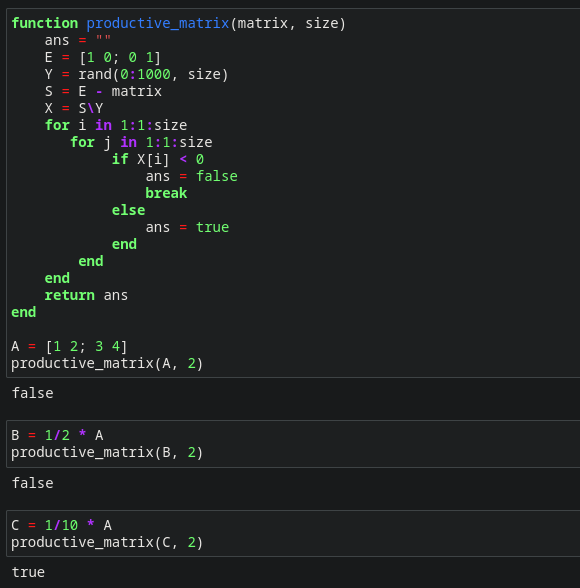 function productive_matrix(matrix, size)
    ans = ""
    E = [1 0; 0 1]
    Y = rand(0:1000, size)
    S = E - matrix
    X = S\Y
    for i in 1:1:size
       for j in 1:1:size
            if X[i] < 0
                ans = false
                break
            else
                ans = true
            end
        end
    end
    return ans
end

A = [1 2; 3 4]
productive_matrix(A, 2)
false
B = 1/2 * A
productive_matrix(B, 2)
false
C = 1/10 * A
productive_matrix(C, 2)
true